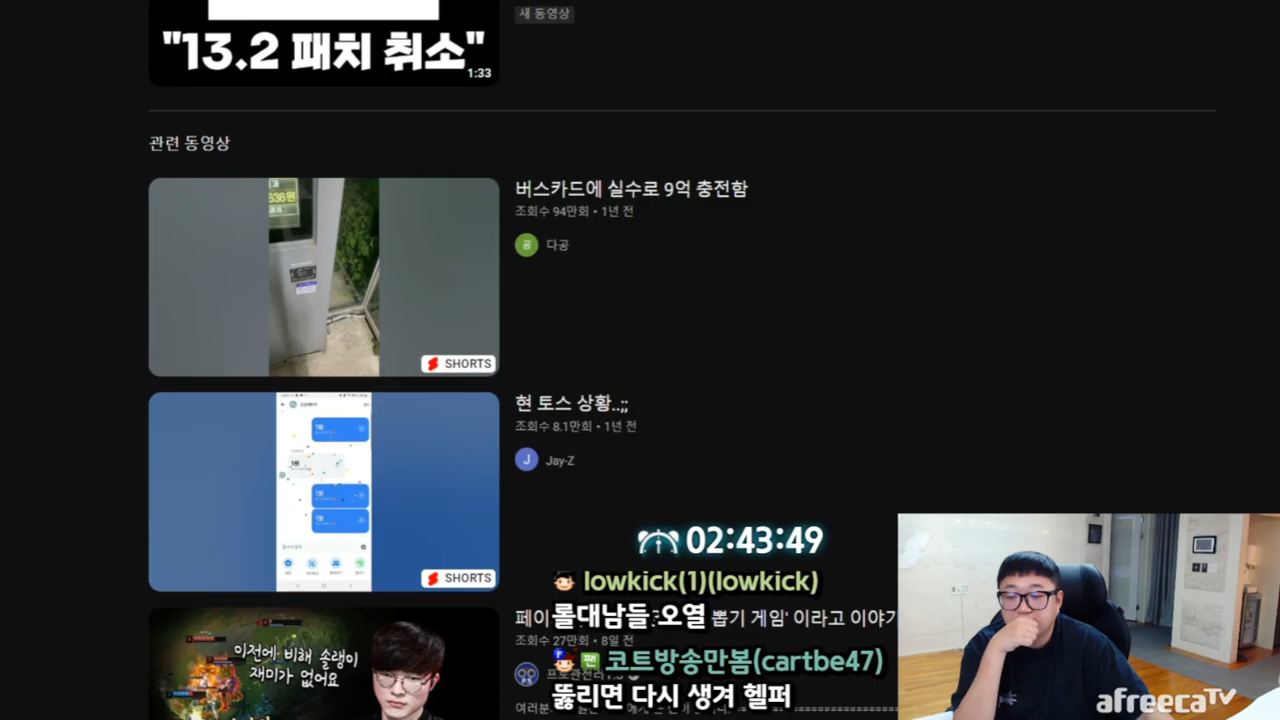 새 동영상
"13.2 패치 취소"
1:33
관련 동영상
버스카드에 실수로 9억 충전함
조회수 94만회 • 1년 전
공 다공
SHORTS
현 토스 상황..;;
조회수 8.1만회 • 1년 전
J Jay-Z
SHORTS
02:43:49
lowkick(1)(lowkick)
롤대남들 오열
뽑기 게임' 이라고 이야기
페이
조회수 27만회 • 8일 전
이전에 비해 솔랭이
재미가 없어요
팬 코트방송만봄(cartbe47)
뚫리면 다시 생겨 헬퍼
afreecaTV